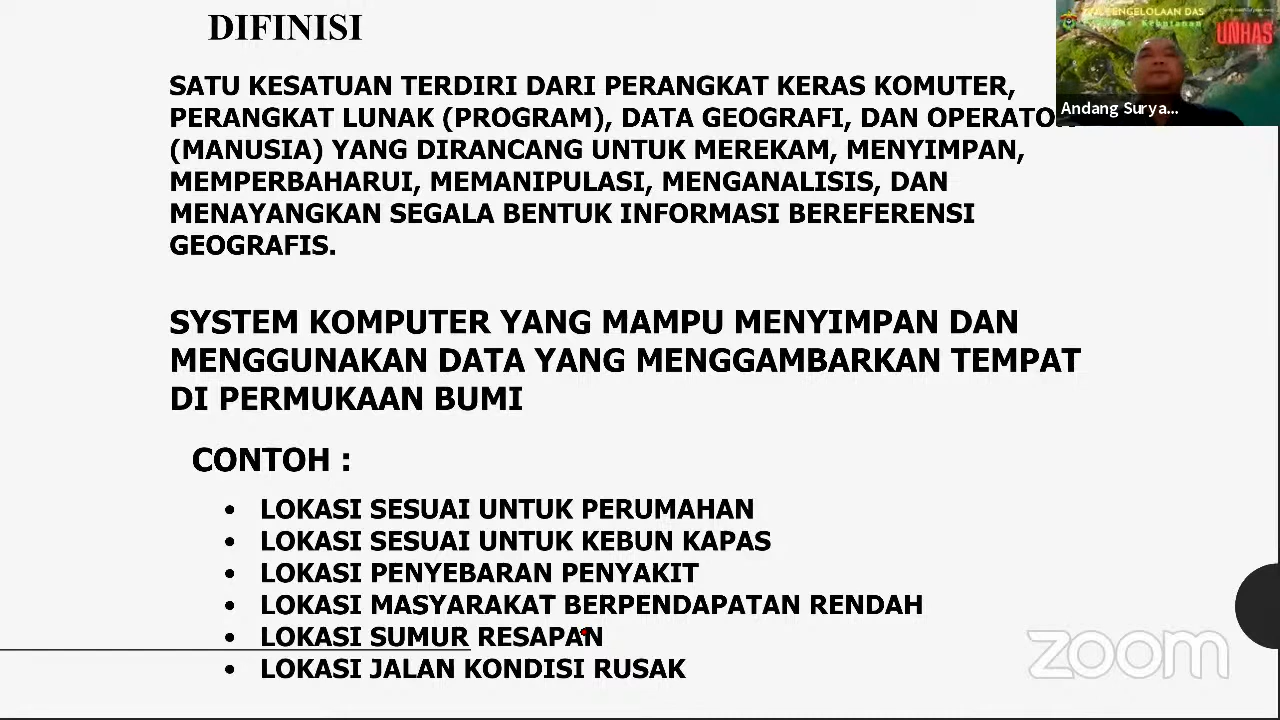 DIFINISI
SATU KESATUAN TERDIRI DARI PERANGKAT KERAS KOMUTER,
PERANGKAT LUNAK (PROGRAM), DATA GEOGRAFI, DAN OPERATOR
(MANUSIA) YANG DIRANCANG UNTUK MEREKAM, MENYIMPAN,
MEMPERBAHARUI, MEMANIPULASI, MENGANALISIS, DAN
MENAYANGKAN SEGALA BENTUK INFORMASI BEREFERENSI
GEOGRAFIS.
SYSTEM KOMPUTER YANG MAMPU MENYIMPAN DAN
MENGGUNAKAN DATA YANG MENGGAMBARKAN TEMPAT
DI PERMUKAAN BUMI
CONTOH :
• LOKASI SESUAI UNTUK PERUMAHAN
• LOKASI SESUAI UNTUK KEBUN KAPAS
• LOKASI PENYEBARAN PENYAKIT
• LOKASI MASYARAKAT BERPENDAPATAN RENDAH
• LOKASI SUMUR RESAPAN
• LOKASI JALAN KONDISI RUSAK
PENGELOLAAN DAS
Kehutanan
UNHAS
Andang Surya...
zoom